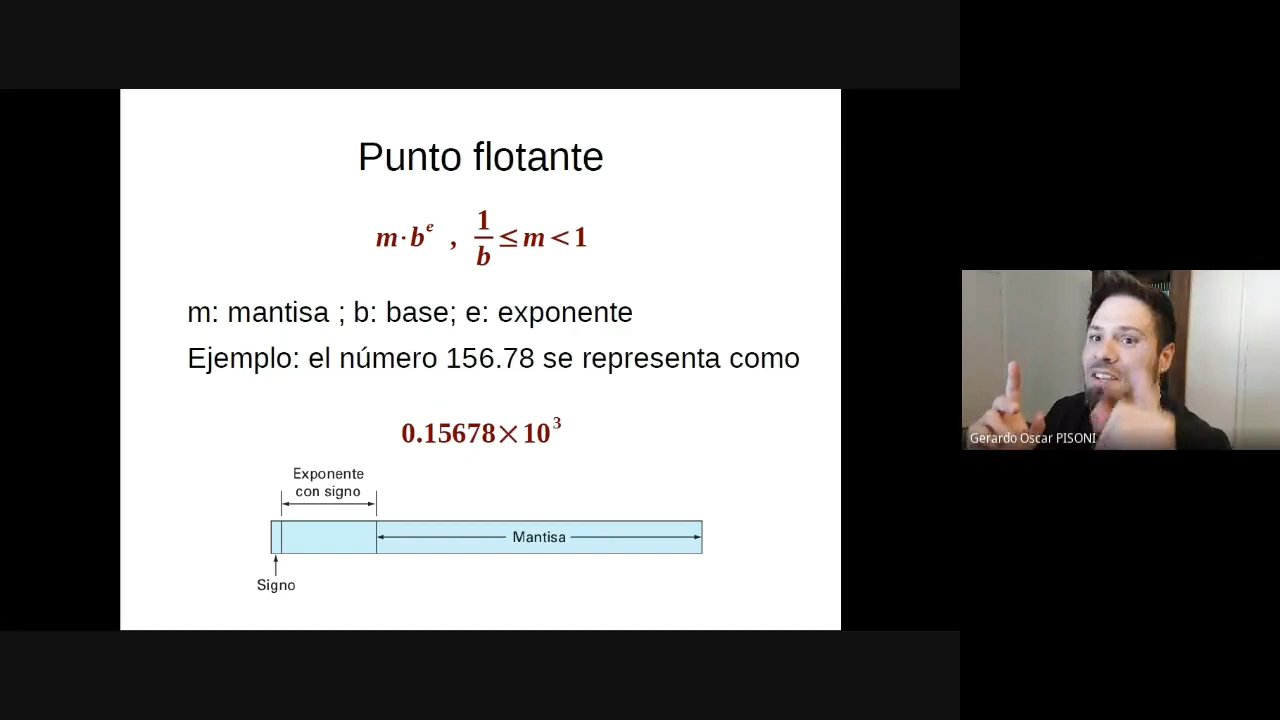 Punto flotante
m·b^e , 1/b ≤ m < 1
m: mantisa ; b: base; e: exponente
Ejemplo: el número 156.78 se representa como
0.15678×10^3
Exponente
con signo
Mantisa
Signo
Gerardo Oscar PISONI